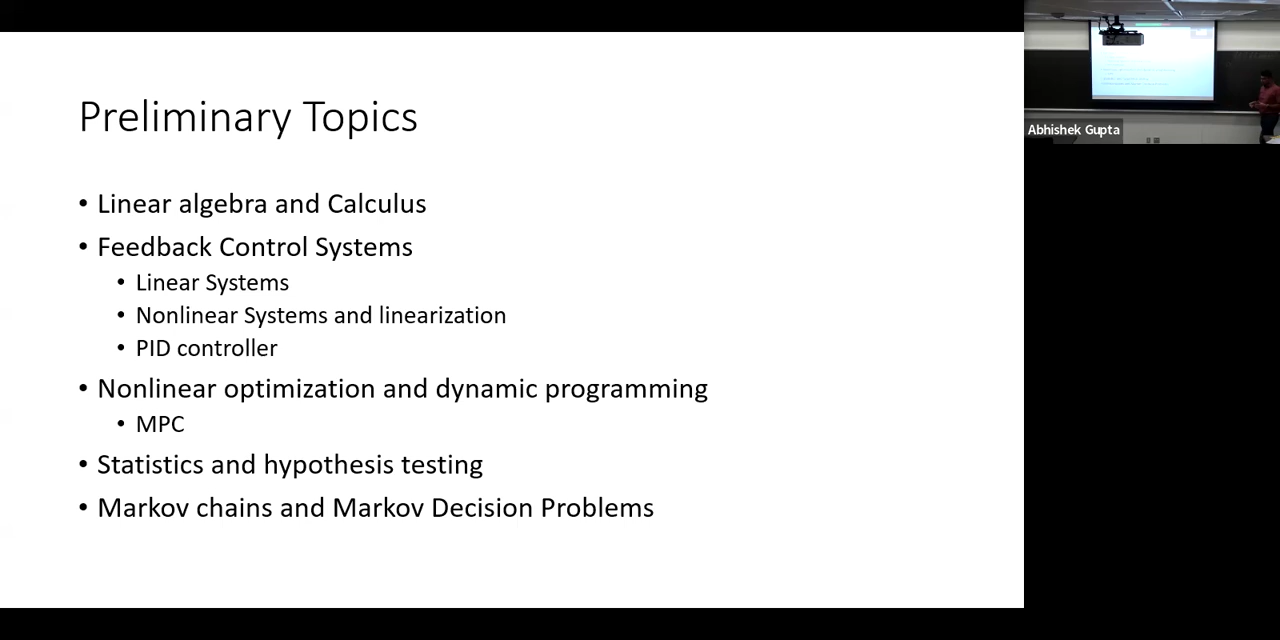 Preliminary Topics
• Linear algebra and Calculus
• Feedback Control Systems
• Linear Systems
• Nonlinear Systems and linearization
• PID controller
• Nonlinear optimization and dynamic programming
• MPC
• Statistics and hypothesis testing
• Markov chains and Markov Decision Problems
Abhishek Gupta